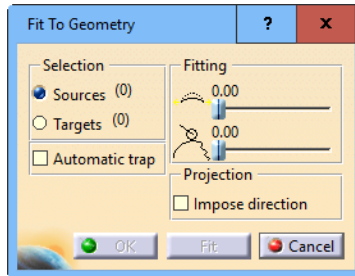 Fit To Geometry
? x
Selection
Sources (0)
Targets (0)
Automatic trap
Fitting
0.00
0.00
Projection
Impose direction
OK
Fit
Cancel